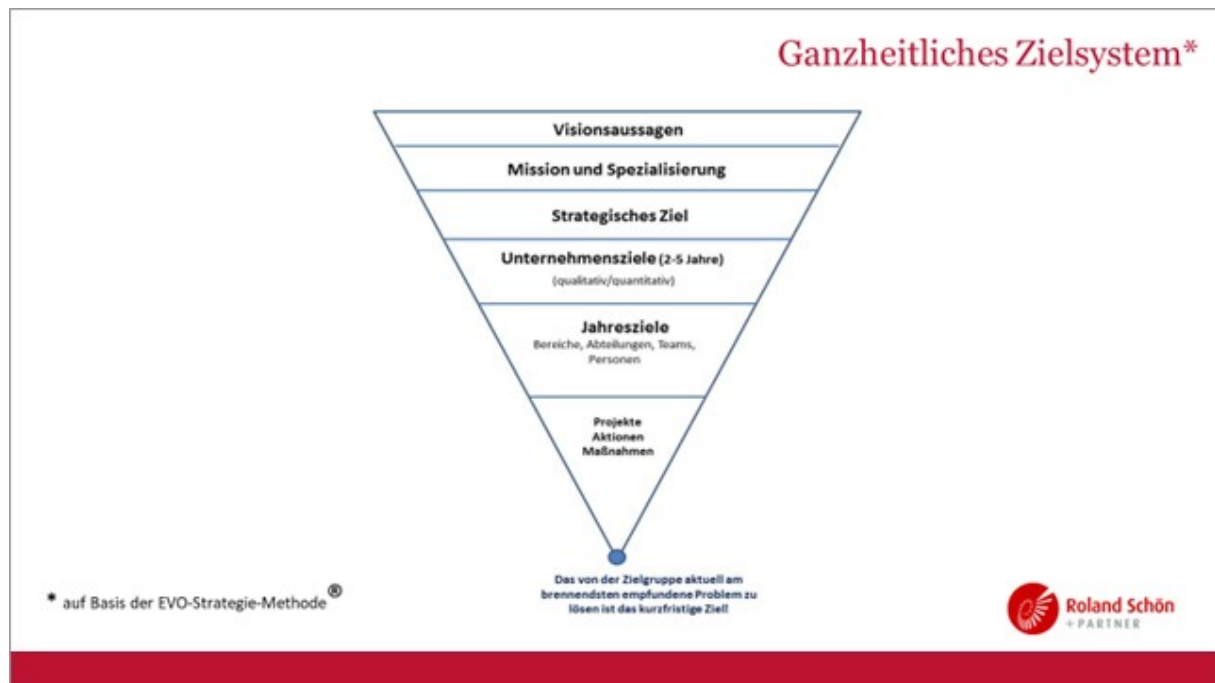 Ganzheitliches Zielsystem*
Visionsaussagen
Mission und Spezialisierung
Strategisches Ziel
Unternehmensziele (2-5 Jahre)
(qualitativ/quantitativ)
Jahresziele
Bereiche, Abteilungen, Teams,
Personen
Projekte
Aktionen
Maßnahmen
Das von der Zielgruppe aktuell am
brennendsten empfundene Problem zu
lösen ist das kurzfristige Ziel!
* auf Basis der EVO-Strategie-Methode®
Roland Schön
+PARTNER